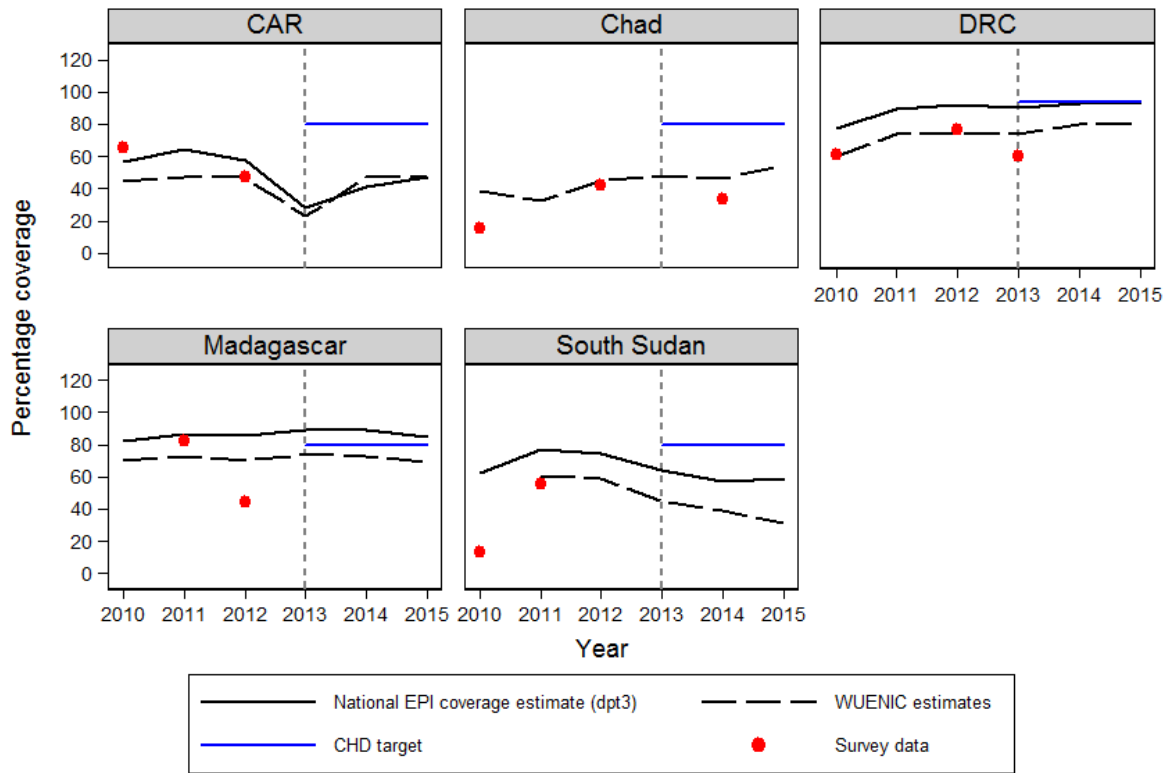 CAR Chad DRC
120
100
80
60
40
20
0
2010 2011 2012 2013 2014 2015
Madagascar South Sudan
120
100
80
60
40
20
0
2010 2011 2012 2013 2014 2015 2010 2011 2012 2013 2014 2015
Percentage coverage
Year
National EPI coverage estimate (dpt3) WUENIC estimates
CHD target Survey data